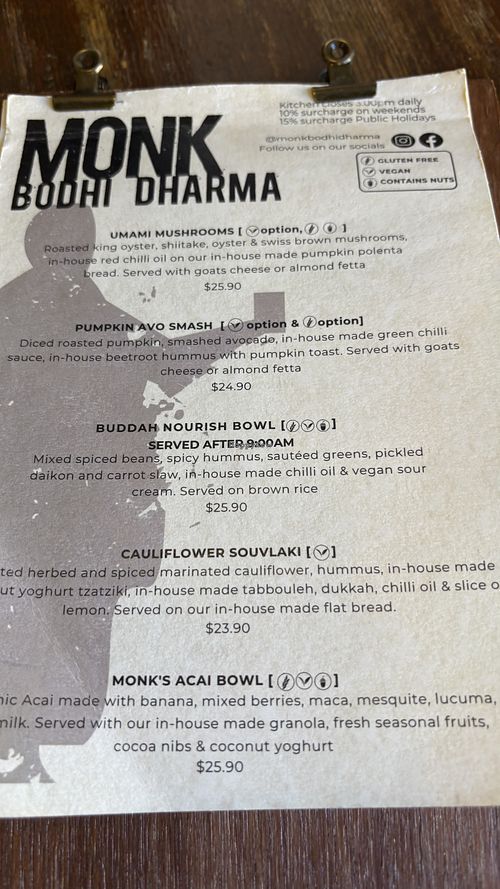 Kitchen closes 3:00pm daily
10% surcharge on weekends
15% surcharge Public Holidays
@monkbodhidharma
Follow us on our socials
GLUTEN FREE
VEGAN
CONTAINS NUTS
MONK
BODHI DHARMA
UMAMI MUSHROOMS [ option, ]
Roasted king oyster, shiitake, oyster & swiss brown mushrooms,
in-house red chilli oil on our in-house made pumpkin polenta
bread. Served with goats cheese or almond fetta
$25.90
PUMPKIN AVO SMASH [ option & option]
Diced roasted pumpkin, smashed avocado, in-house made green chilli
sauce, in-house beetroot hummus with pumpkin toast. Served with goats
cheese or almond fetta
$24.90
BUDDAH NOURISH BOWL [ ]
SERVED AFTER 9:00AM
Mixed spiced beans, spicy hummus, sautéed greens, pickled
daikon and carrot slaw, in-house made chilli oil & vegan sour
cream. Served on brown rice
$25.90
CAULIFLOWER SOUVLAKI [ ]
ted herbed and spiced marinated cauliflower, hummus, in-house made
ut yoghurt tzatziki, in-house made tabbouleh, dukkah, chilli oil & slice o
lemon. Served on our in-house made flat bread.
$23.90
MONK'S ACAI BOWL [ ]
nic Acai made with banana, mixed berries, maca, mesquite, lucuma,
milk. Served with our in-house made granola, fresh seasonal fruits,
cocoa nibs & coconut yoghurt
$25.90